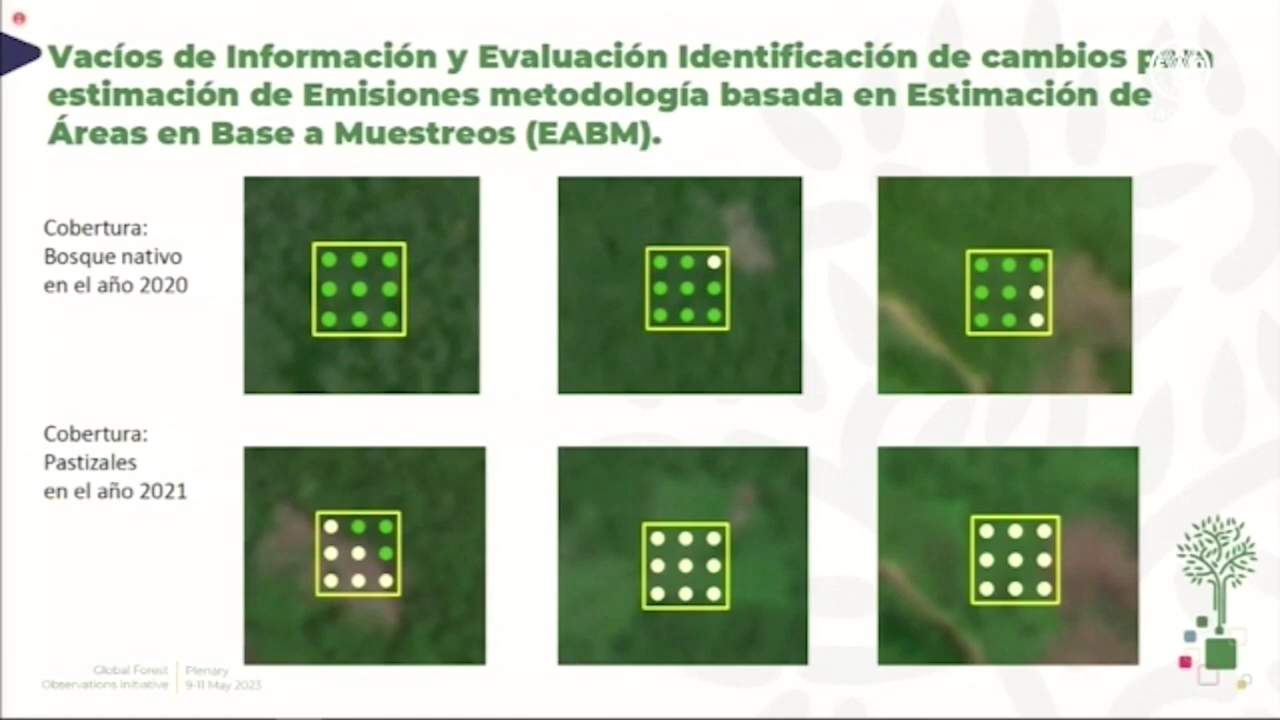 Vacíos de Información y Evaluación Identificación de cambios para
estimación de Emisiones metodología basada en Estimación de
Áreas en Base a Muestreos (EABM).
Cobertura:
Bosque nativo
en el año 2020
Cobertura:
Pastizales
en el año 2021
Global Forest
Observations Initiative
Plenary
9-11 May 2023